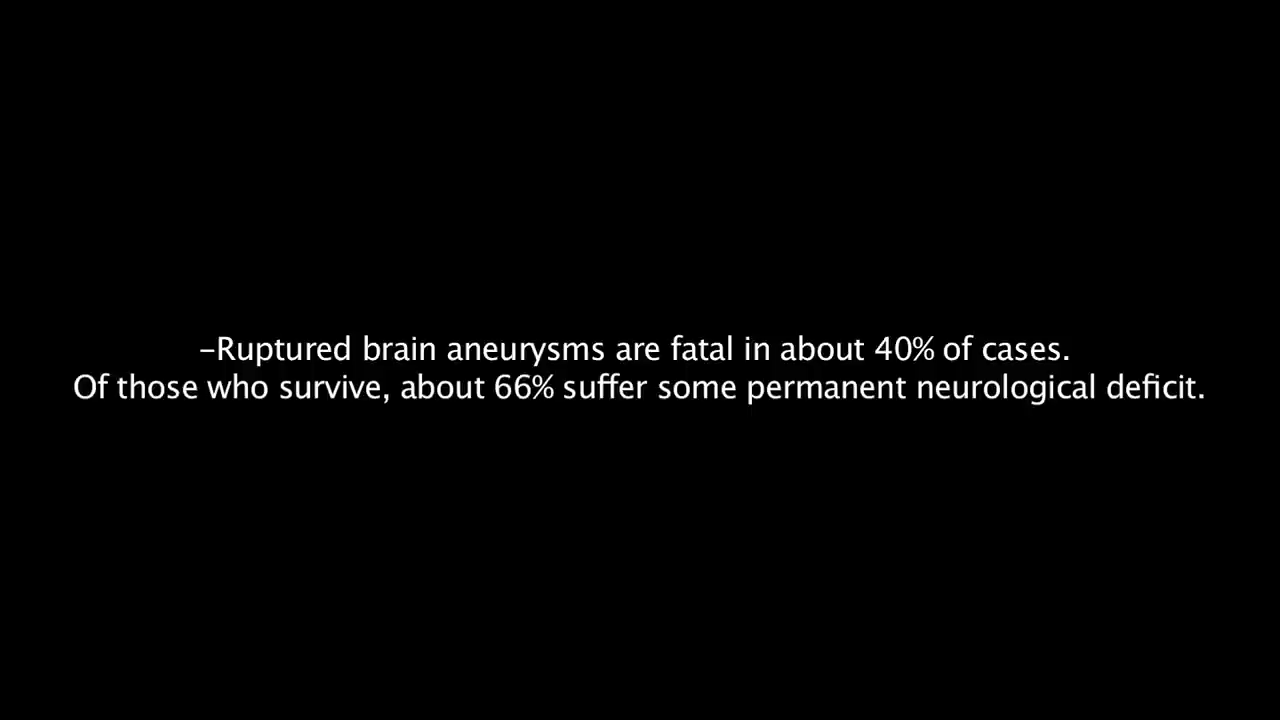 –Ruptured brain aneurysms are fatal in about 40% of cases.
Of those who survive, about 66% suffer some permanent neurological deficit.